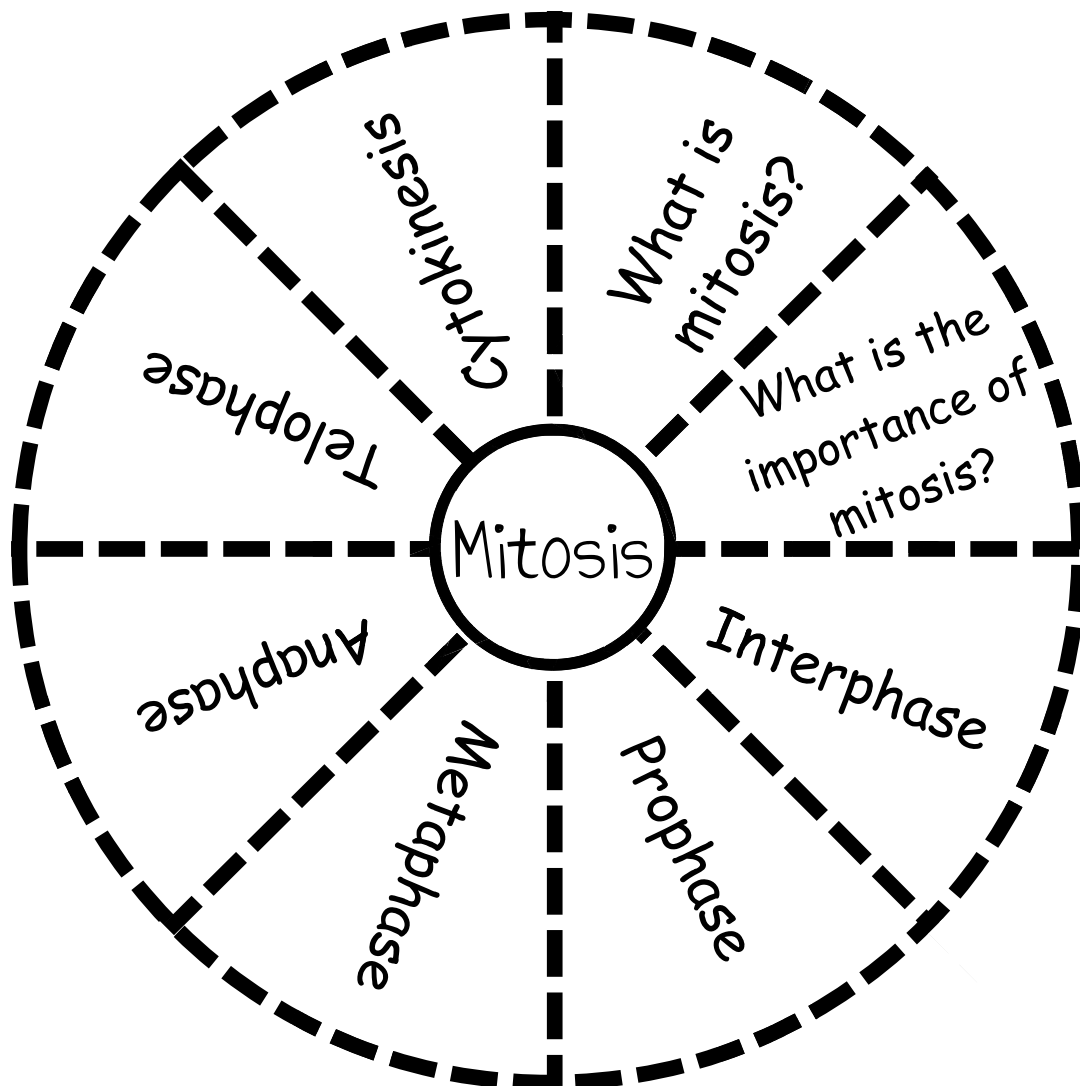 Mitosis
What is
mitosis?
What is the
importance of
mitosis?
Interphase
Prophase
Metaphase
Anaphase
Telophase
Cytokinesis